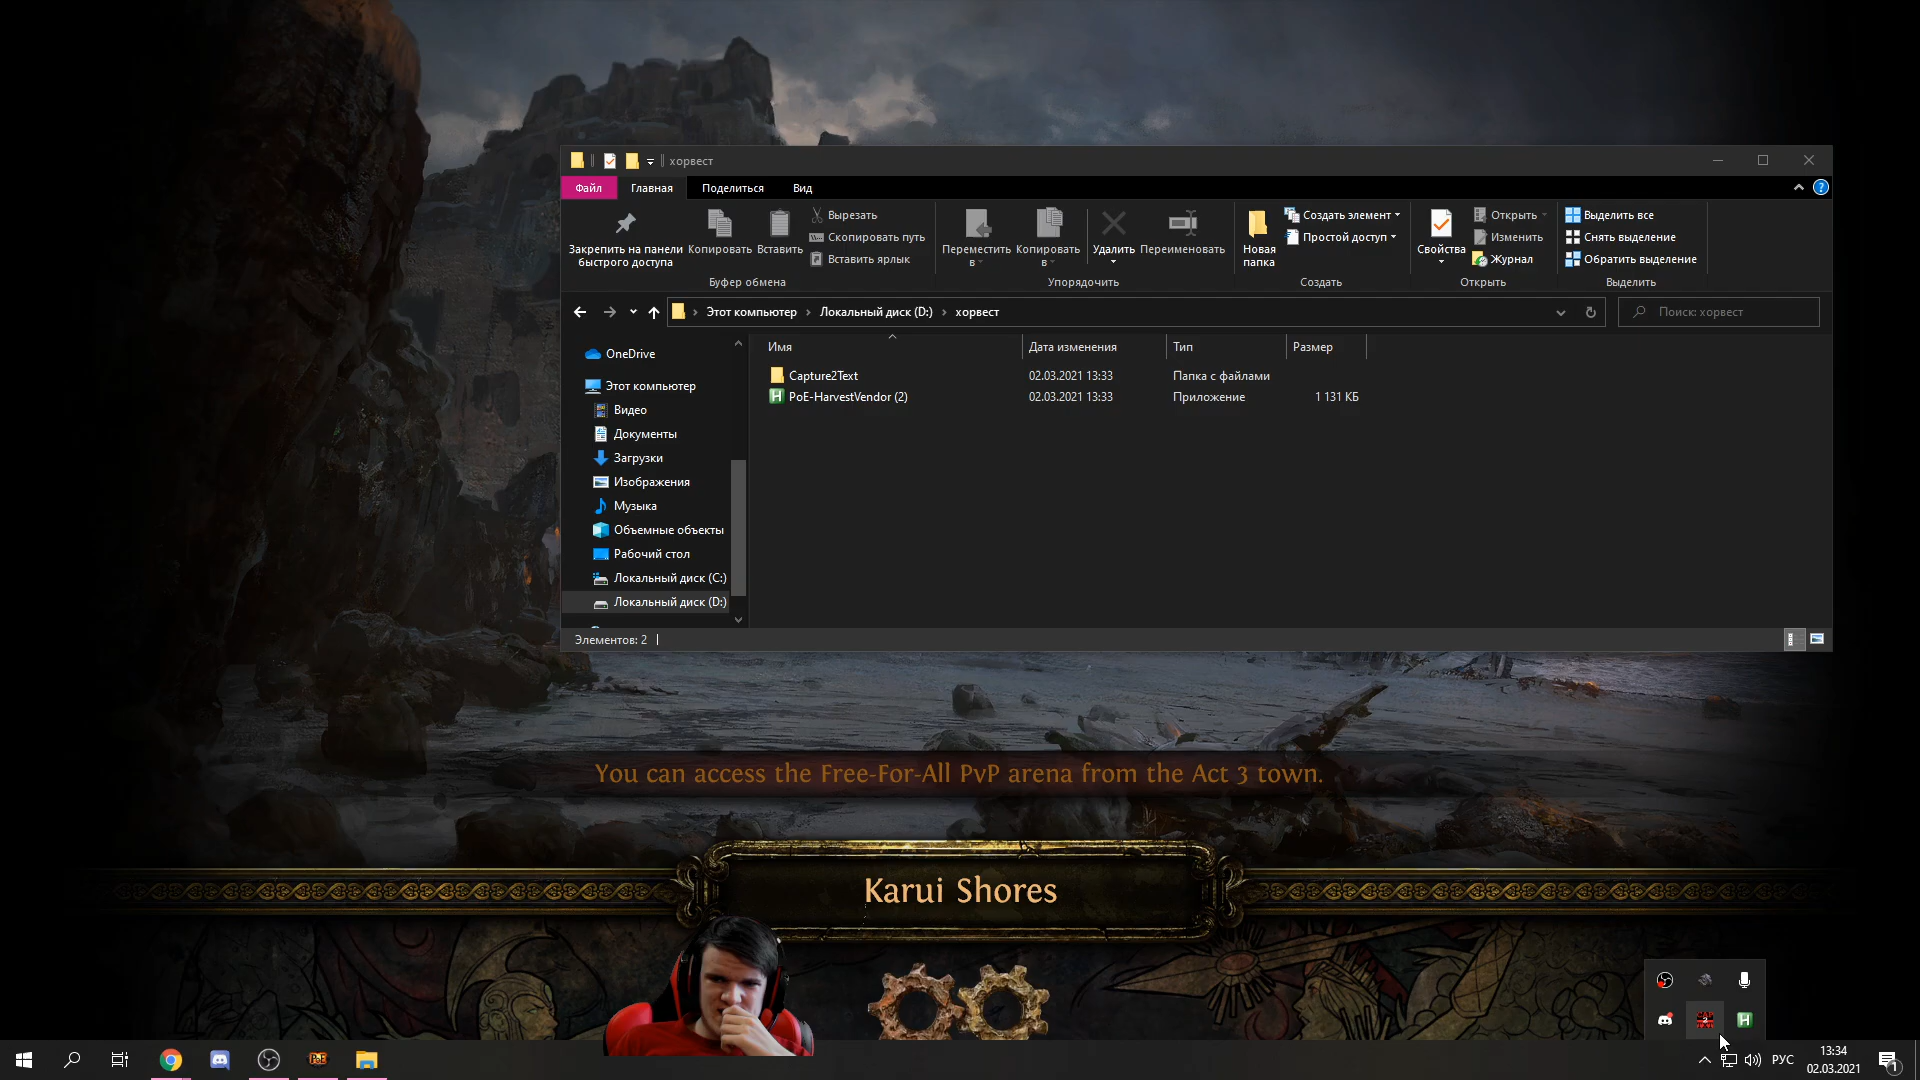 хорвест
Файл
Главная
Поделиться
Вид
Закрепить на панели
быстрого доступа
Копировать
Вставить
Вырезать
Скопировать путь
Вставить ярлык
Буфер обмена
Переместить
в
Копировать
в
Удалить
Переименовать
Упорядочить
Новая
папка
Создать элемент
Простой доступ
Создать
Свойства
Открыть
Изменить
Журнал
Открыть
Выделить все
Снять выделение
Обратить выделение
Выделить
Этот компьютер
Локальный диск (D:)
хорвест
Поиск: хорвест
OneDrive
Этот компьютер
Видео
Документы
Загрузки
Изображения
Музыка
Объемные объекты
Рабочий стол
Локальный диск (C:)
Локальный диск (D:)
Имя Дата изменения Тип Размер
Capture2Text 02.03.2021 13:33 Папка с файлами
PoE-HarvestVendor (2) 02.03.2021 13:33 Приложение 1 131 КБ
Элементов: 2
You can access the Free-For-All PvP arena from the Act 3 town.
Karui Shores
РУС
13:34
02.03.2021
1